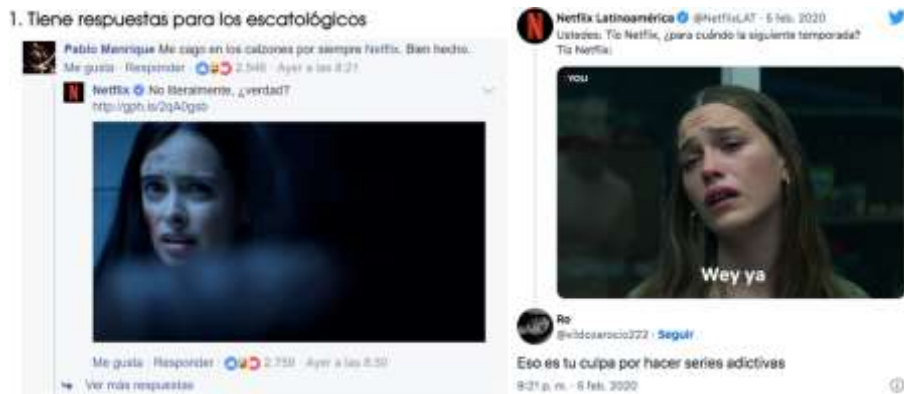 1. Tiene respuestas para los escatológicos
Pablo Manrique Me cago en los calzones por siempre Netflix. Bien hecho.
Me gusta · Responder · 2.546 · Ayer a las 8:21
Netflix No literalmente, ¿verdad?
http://gph.is/2qA0gsb
Me gusta · Responder · 2.759 · Ayer a las 8:30
Ver más respuestas
Netflix Latinoamérica @NetflixLAT · 5 feb. 2020
Ustedes: Tío Netflix, ¿para cuándo la siguiente temporada?
Tío Netflix:
YOU
Wey ya
Ro
Seguir
Eso es tu culpa por hacer series adictivas
9:21 p. m. · 5 feb. 2020